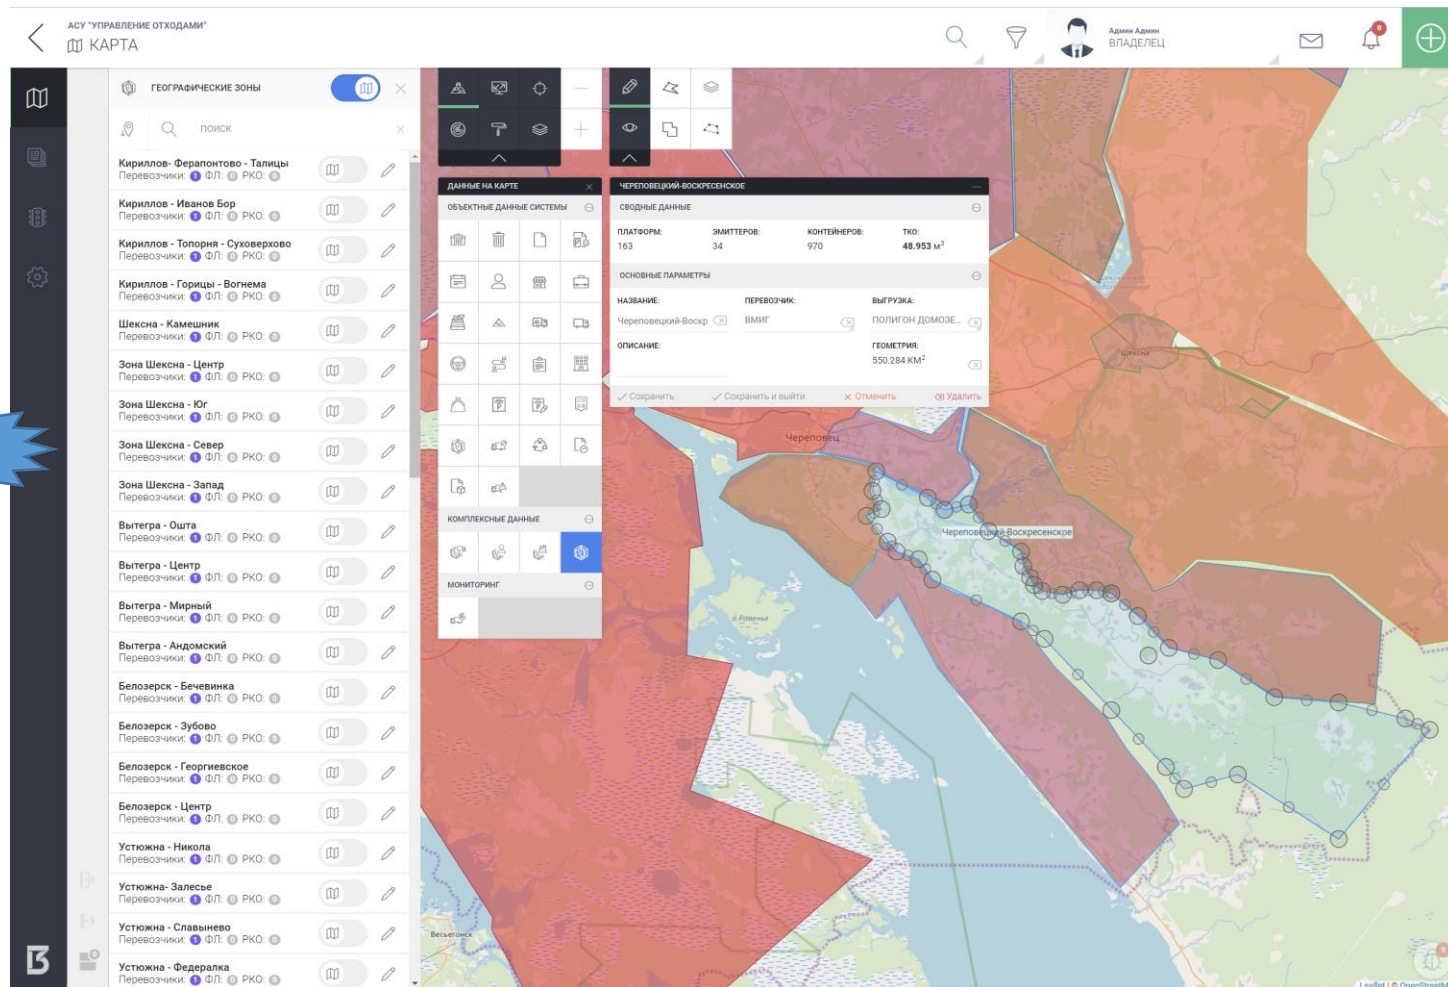 АСУ "УПРАВЛЕНИЕ ОТХОДАМИ"
КАРТА
Админ Админ
ВЛАДЕЛЕЦ
0
ГЕОГРАФИЧЕСКИЕ ЗОНЫ
ПОИСК
Кириллов- Ферапонтово - Талицы
Перевозчики: 1 ФЛ: 0 РКО: 0
Кириллов - Иванов Бор
Перевозчики: 1 ФЛ: 0 РКО: 0
Кириллов - Топорня - Суховерхово
Перевозчики: 1 ФЛ: 0 РКО: 0
Кириллов - Горицы - Вогнема
Перевозчики: 1 ФЛ: 0 РКО: 0
Шексна - Камешник
Перевозчики: 1 ФЛ: 0 РКО: 0
Зона Шексна - Центр
Перевозчики: 1 ФЛ: 0 РКО: 0
Зона Шексна - Юг
Перевозчики: 1 ФЛ: 0 РКО: 0
Зона Шексна - Север
Перевозчики: 1 ФЛ: 0 РКО: 0
Зона Шексна - Запад
Перевозчики: 1 ФЛ: 0 РКО: 0
Вытегра - Ошта
Перевозчики: 1 ФЛ: 0 РКО: 0
Вытегра - Центр
Перевозчики: 1 ФЛ: 0 РКО: 0
Вытегра - Мирный
Перевозчики: 1 ФЛ: 0 РКО: 0
Вытегра - Андомский
Перевозчики: 1 ФЛ: 0 РКО: 0
Белозерск - Бечевинка
Перевозчики: 1 ФЛ: 0 РКО: 0
Белозерск - Зубово
Перевозчики: 1 ФЛ: 0 РКО: 0
Белозерск - Георгиевское
Перевозчики: 1 ФЛ: 0 РКО: 0
Белозерск - Центр
Перевозчики: 1 ФЛ: 0 РКО: 0
Устюжна - Никола
Перевозчики: 1 ФЛ: 0 РКО: 0
Устюжна- Залесье
Перевозчики: 1 ФЛ: 0 РКО: 0
Устюжна - Славынево
Перевозчики: 1 ФЛ: 0 РКО: 0
Устюжна - Федералка
Перевозчики: 1 ФЛ: 0 РКО: 0
ДАННЫЕ НА КАРТЕ
ОБЪЕКТНЫЕ ДАННЫЕ СИСТЕМЫ
КОМПЛЕКСНЫЕ ДАННЫЕ
МОНИТОРИНГ
ЧЕРЕПОВЕЦКИЙ-ВОСКРЕСЕНСКОЕ
СВОДНЫЕ ДАННЫЕ
ПЛАТФОРМ: ЭМИТТЕРОВ: КОНТЕЙНЕРОВ: ТКО:
163 34 970 48.953 м³
ОСНОВНЫЕ ПАРАМЕТРЫ
НАЗВАНИЕ: ПЕРЕВОЗЧИК: ВЫГРУЗКА:
Череповецкий-Воскр ВМИГ ПОЛИГОН ДОМОЗЕ...
ОПИСАНИЕ: ГЕОМЕТРИЯ:
550.284 КМ²
Сохранить Сохранить и выйти Отменить Удалить
Шексна
Череповец
Череповецкий-Воскресенское
о. Раменье
Весьегонск
Leaflet | © OpenStreetM